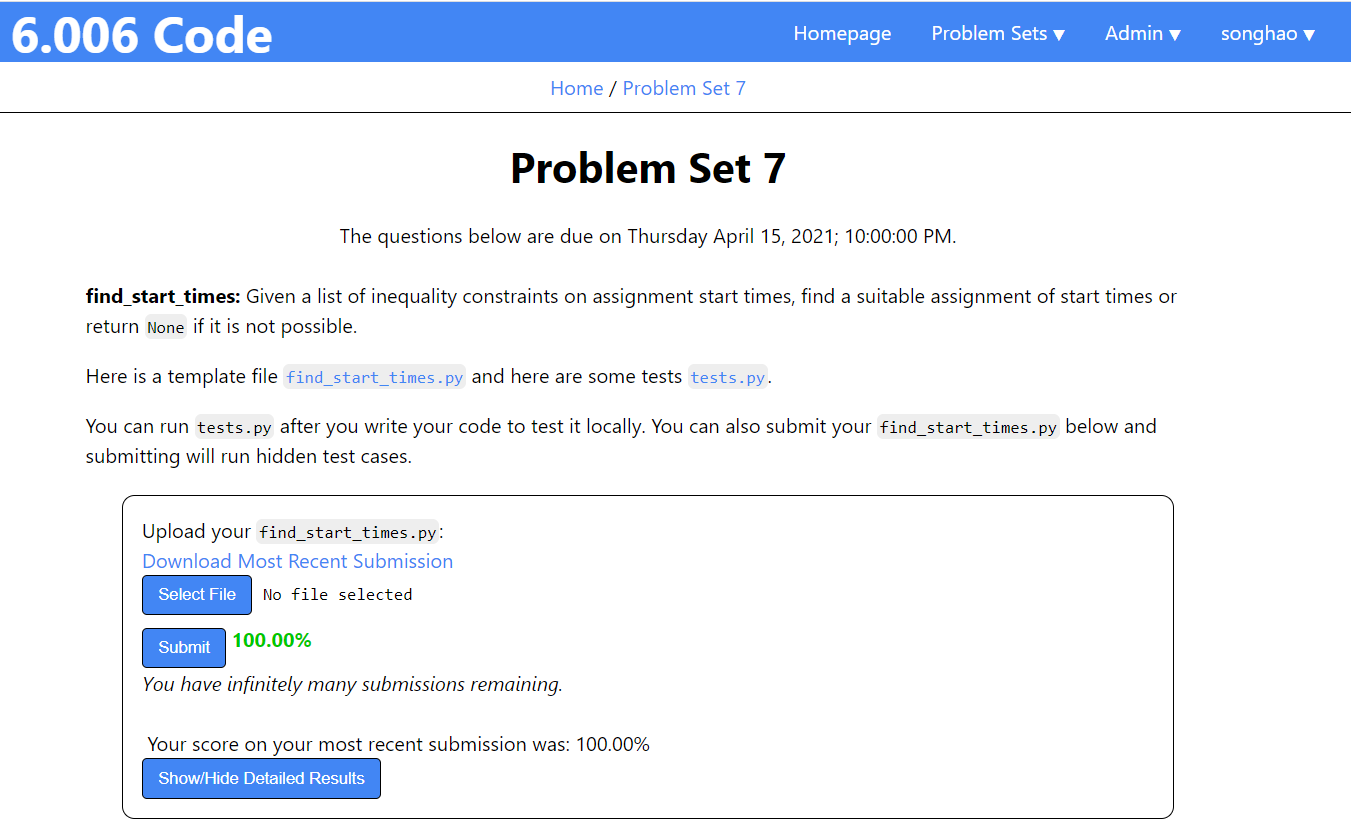 6.006 Code
Homepage Problem Sets ▼ Admin ▼ songhao ▼
Home / Problem Set 7
Problem Set 7
The questions below are due on Thursday April 15, 2021; 10:00:00 PM.
find_start_times: Given a list of inequality constraints on assignment start times, find a suitable assignment of start times or
return None if it is not possible.
Here is a template file find_start_times.py and here are some tests tests.py.
You can run tests.py after you write your code to test it locally. You can also submit your find_start_times.py below and
submitting will run hidden test cases.
Upload your find_start_times.py:
Download Most Recent Submission
Select File No file selected
Submit 100.00%
You have infinitely many submissions remaining.
Your score on your most recent submission was: 100.00%
Show/Hide Detailed Results